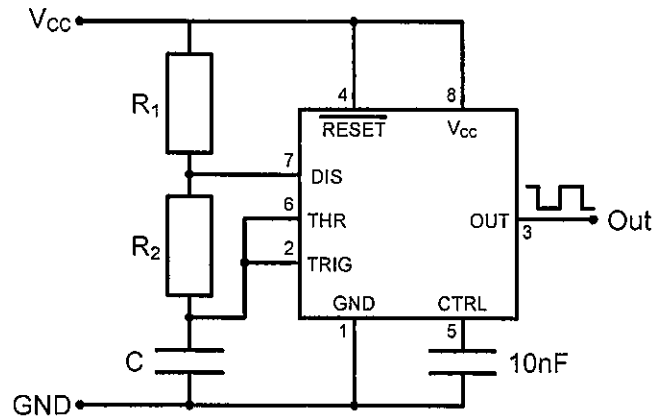 Vcc
R1
4
8
RESET
Vcc
7
DIS
6
THR
R2
2
TRIG
OUT
3
Out
GND
CTRL
1
5
C
10nF
GND